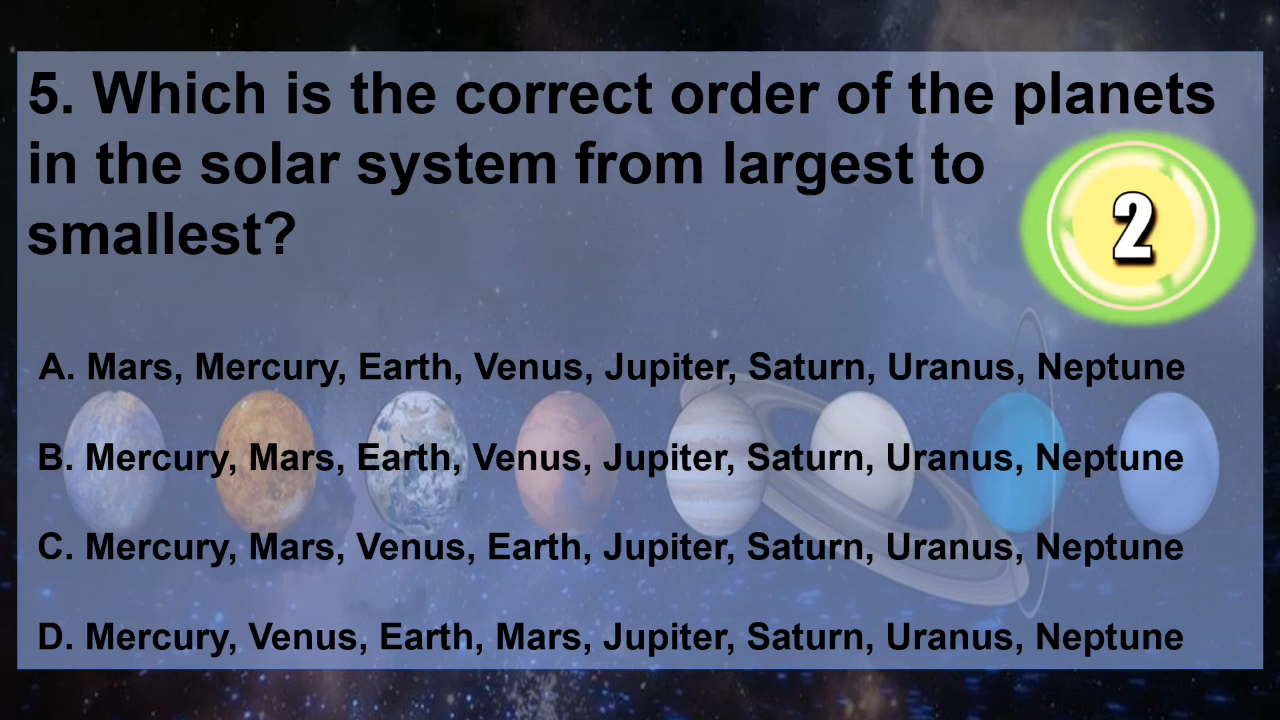 5. Which is the correct order of the planets
in the solar system from largest to
smallest?
2
A. Mars, Mercury, Earth, Venus, Jupiter, Saturn, Uranus, Neptune
B. Mercury, Mars, Earth, Venus, Jupiter, Saturn, Uranus, Neptune
C. Mercury, Mars, Venus, Earth, Jupiter, Saturn, Uranus, Neptune
D. Mercury, Venus, Earth, Mars, Jupiter, Saturn, Uranus, Neptune